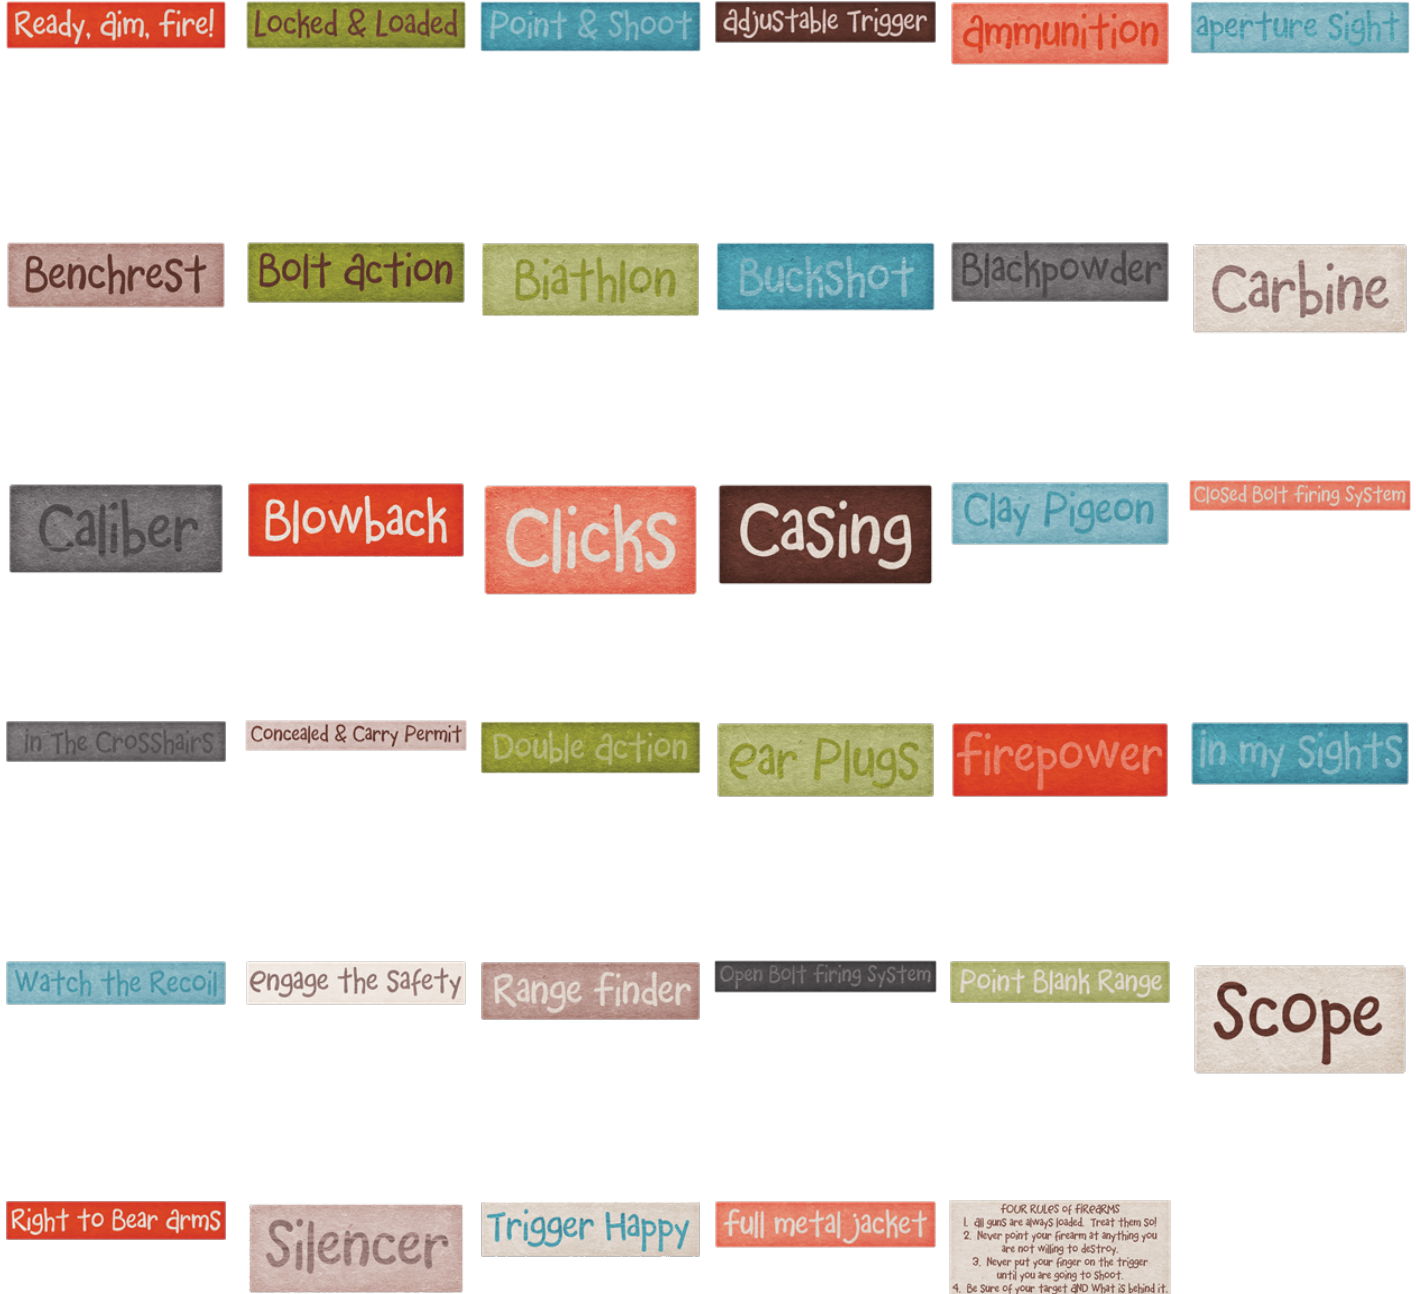 Ready, aim, fire!
Locked & Loaded
Point & Shoot
adjustable Trigger
ammunition
aperture Sight
Benchrest
Bolt action
Biathlon
Buckshot
Blackpowder
Carbine
Caliber
Blowback
Clicks
Casing
Clay Pigeon
Closed Bolt firing System
in The Crosshairs
Concealed & Carry Permit
Double action
ear Plugs
firepower
in my Sights
Watch the Recoil
engage the Safety
Range finder
Open Bolt firing System
Point Blank Range
Scope
Right to Bear arms
Silencer
Trigger Happy
full metal jacket
FOUR RULES of fIREaRMS
1. all guns are always loaded. Treat them so!
2. Never point your firearm at anything you
are not willing to destroy.
3. Never put your finger on the trigger
until you are going to shoot.
4. Be Sure of your target aND What is behind it.